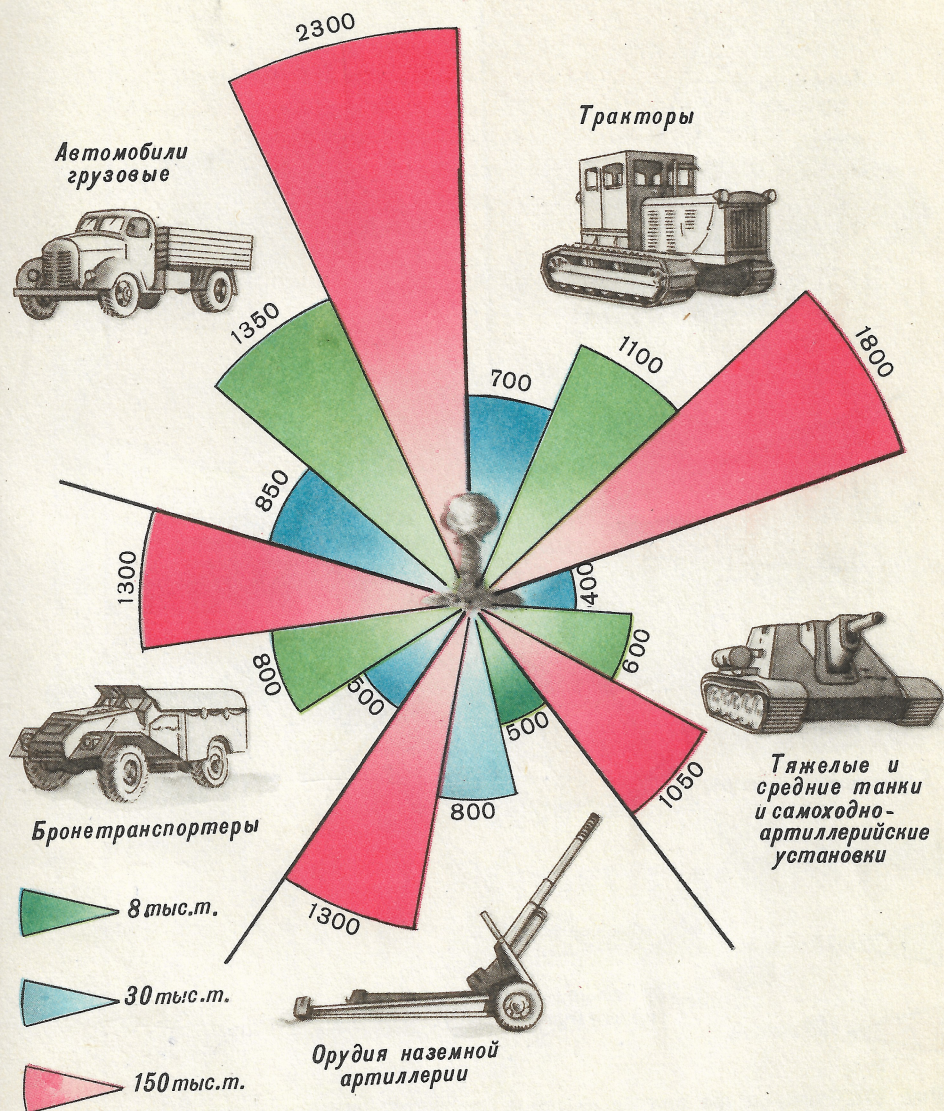 2300
Тракторы
Автомобили
грузовые
1350
1100
1800
700
850
1300
400
600
800
500
500
1050
800
1300
Тяжелые и
средние танки
и самоходно-
артиллерийские
установки
Бронетранспортеры
8 тыс.т.
30 тыс.т.
150 тыс.т.
Орудия наземной
артиллерии